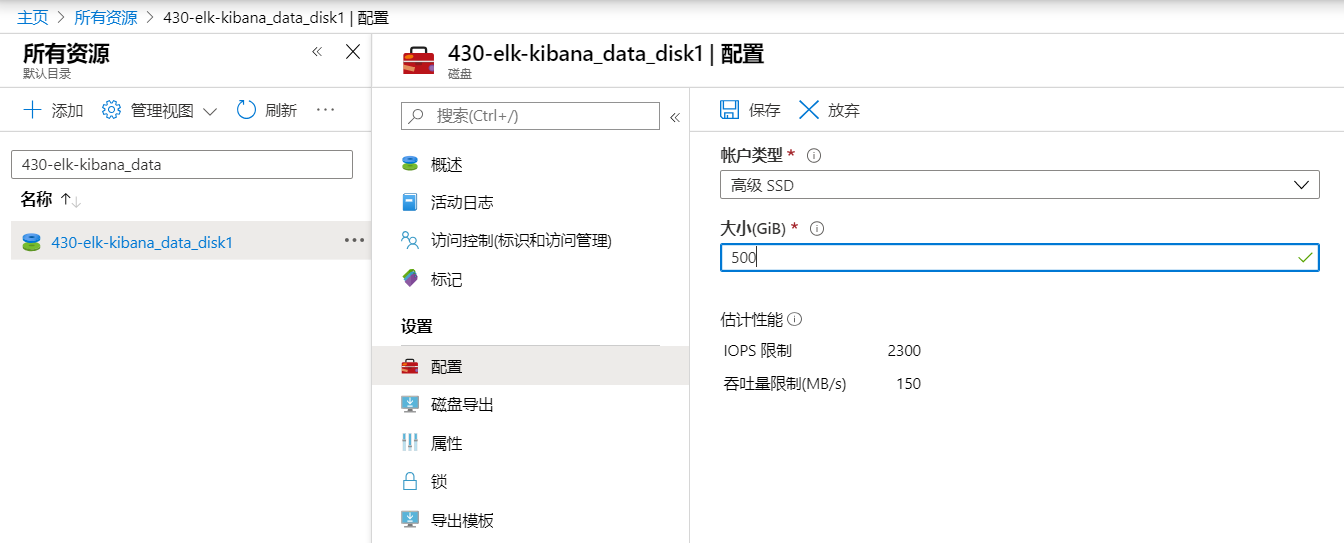 主页 > 所有资源 > 430-elk-kibana_data_disk1 | 配置
所有资源
默认目录
添加 管理视图 刷新 ...
430-elk-kibana_data
名称 ↑↓
430-elk-kibana_data_disk1 ...
430-elk-kibana_data_disk1 | 配置
磁盘
搜索(Ctrl+/)
概述
活动日志
访问控制(标识和访问管理)
标记
设置
配置
磁盘导出
属性
锁
导出模板
保存 放弃
帐户类型 *
高级 SSD
大小(GiB) *
500
估计性能
IOPS 限制 2300
吞吐量限制(MB/s) 150